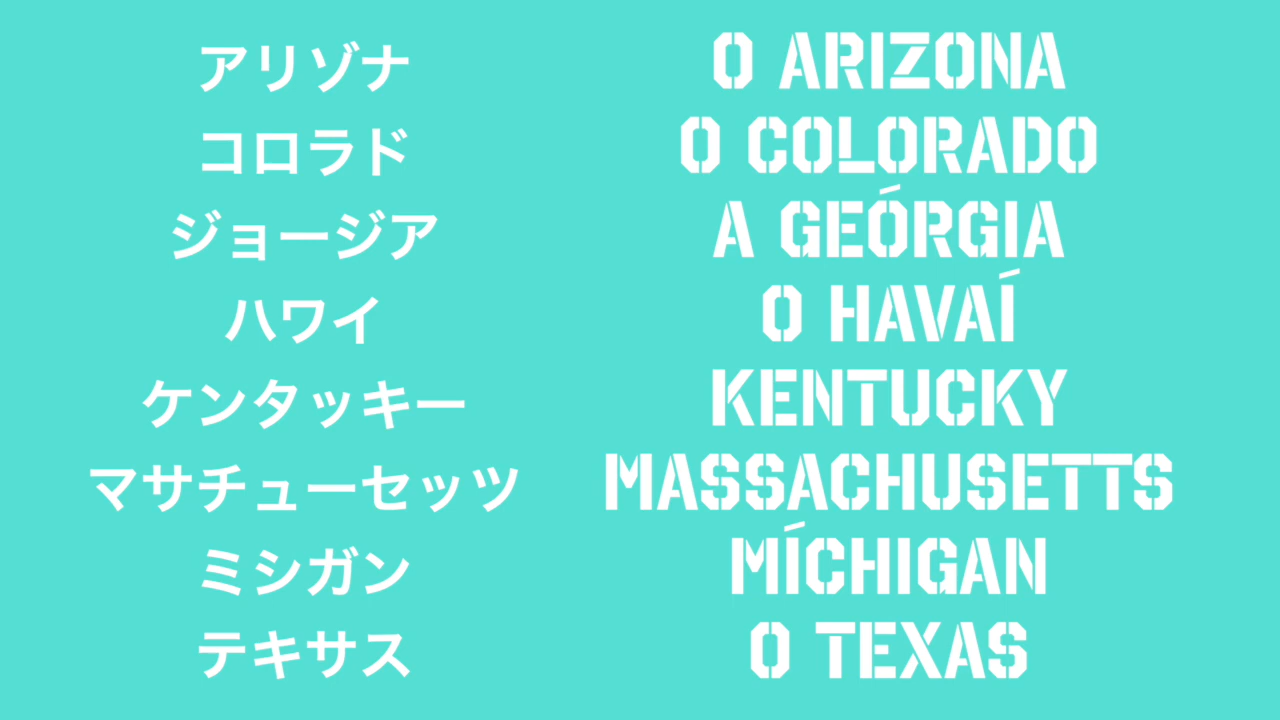 アリゾナ O ARIZONA
コロラド O COLORADO
ジョージア A GEÓRGIA
ハワイ O HAVAÍ
ケンタッキー KENTUCKY
マサチューセッツ MASSACHUSETTS
ミシガン MÍCHIGAN
テキサス O TEXAS